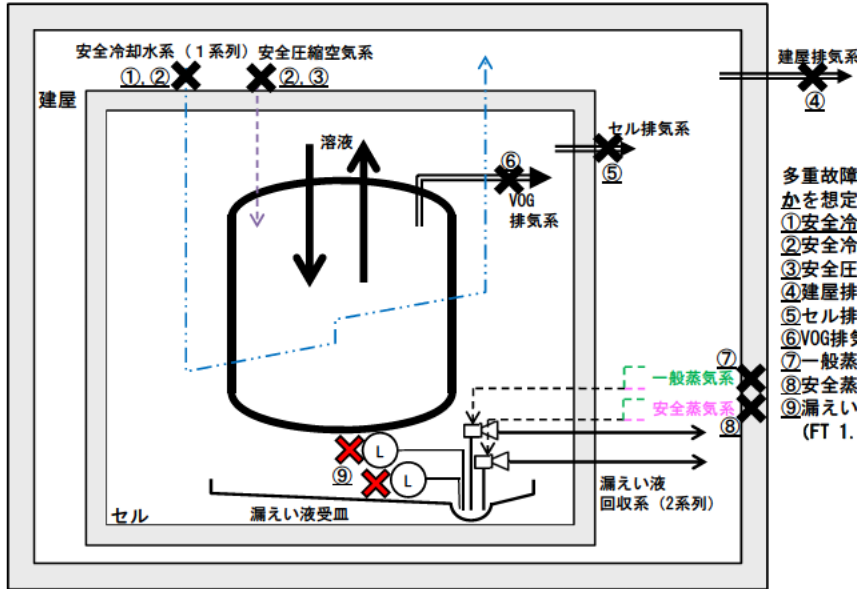 安全冷却水系（１系列）
①,②
安全圧縮空気系
②,③
建屋排気系
④
建屋
溶液
セル排気系
⑤
⑥
VOG
排気系
多重故障
かを想定
①安全冷
②安全冷
③安全圧
④建屋排
⑤セル排
⑥VOG排気
⑦一般蒸
⑧安全蒸
⑨漏えい
(FT 1.
⑦
一般蒸気系
安全蒸気系
⑧
L
⑨
L
漏えい液
回収系（2系列）
セル
漏えい液受皿